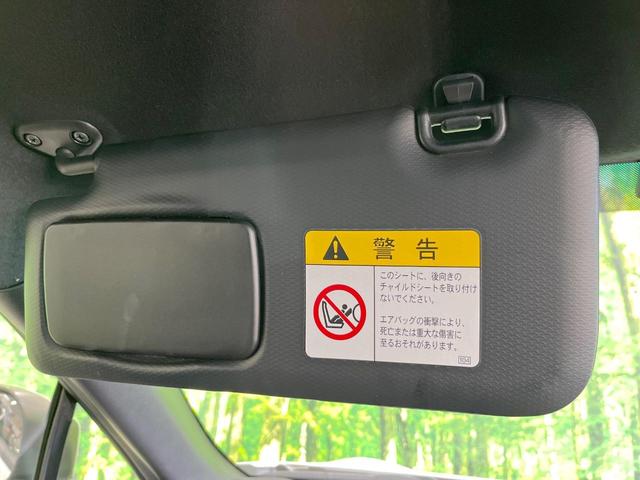 警告
このシートに、後向きの
チャイルドシートを取り付け
ないでください。
エアバッグの衝撃により、
死亡または重大な傷害に
至るおそれがあります。
104